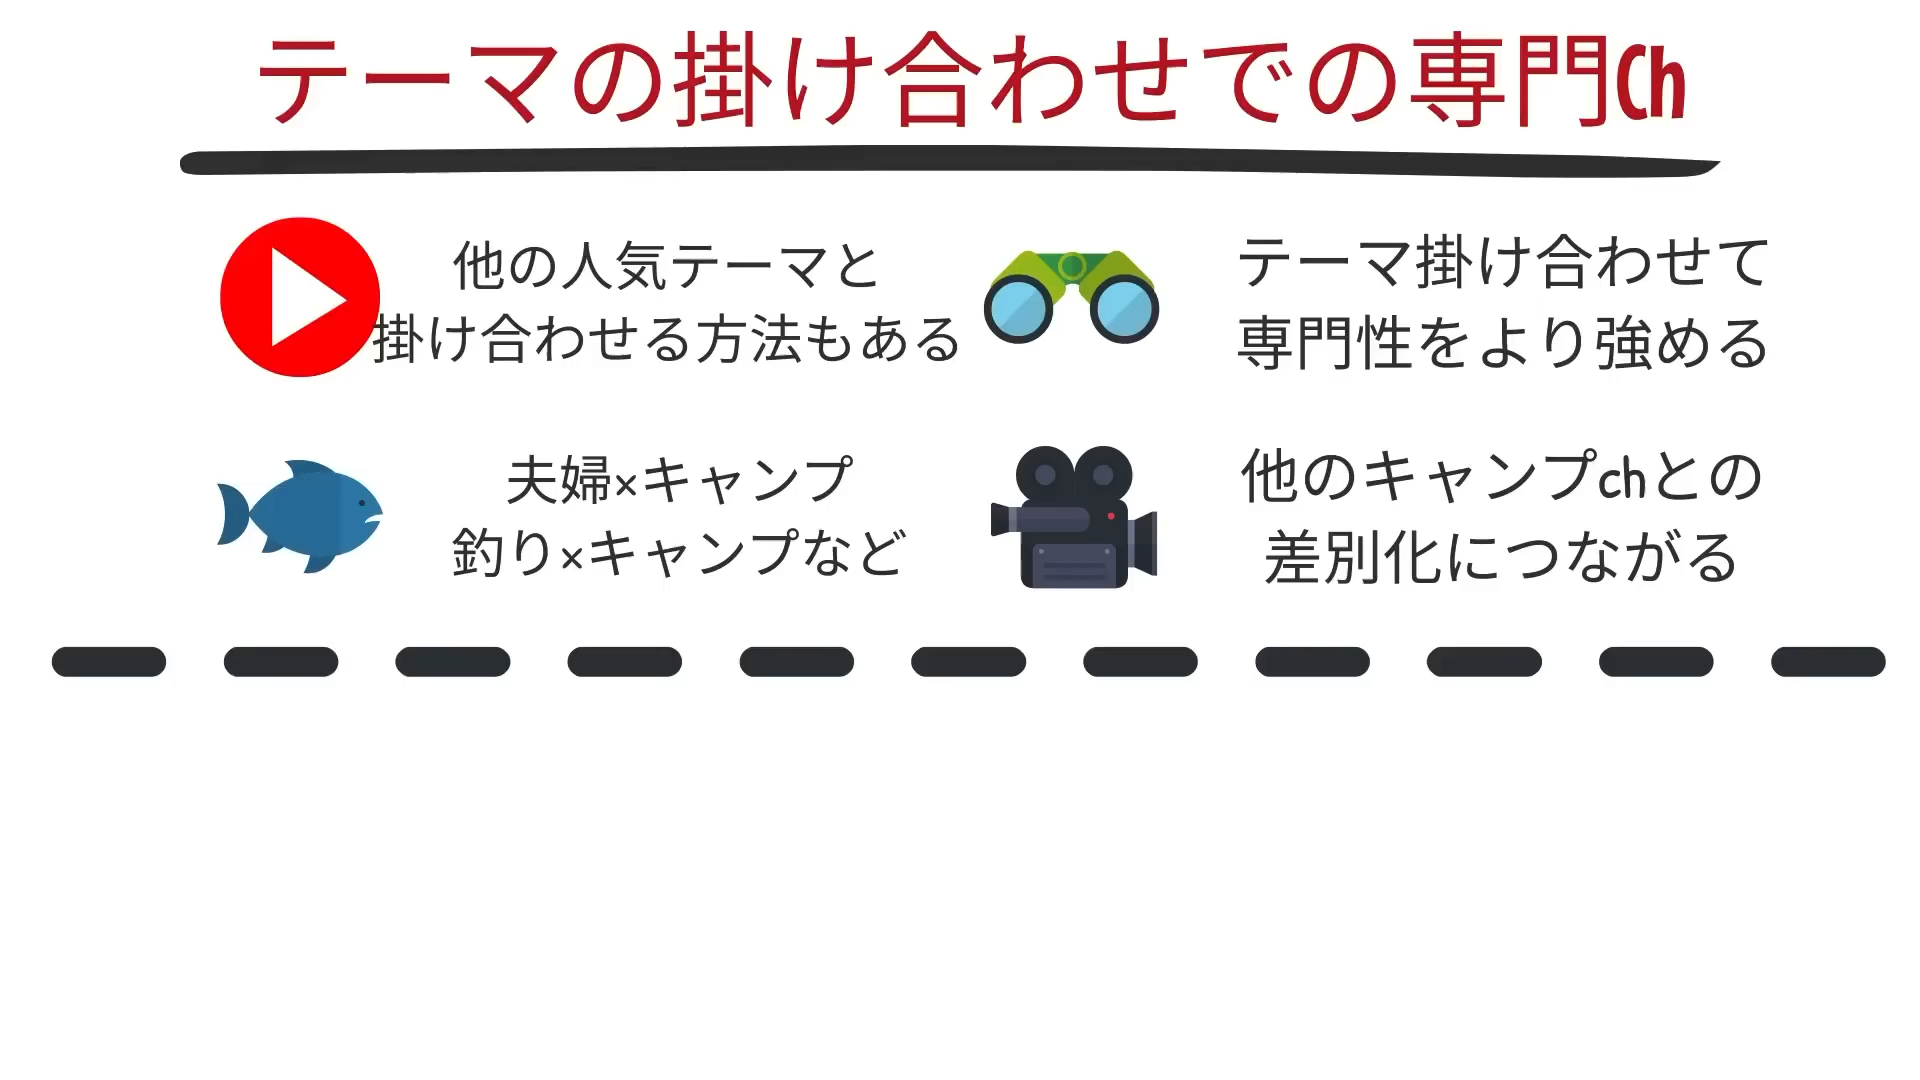 テーマの掛け合わせでの専門Ch
他の人気テーマと
掛け合わせる方法もある
テーマ掛け合わせて
専門性をより強める
夫婦×キャンプ
釣り×キャンプなど
他のキャンプchとの
差別化につながる